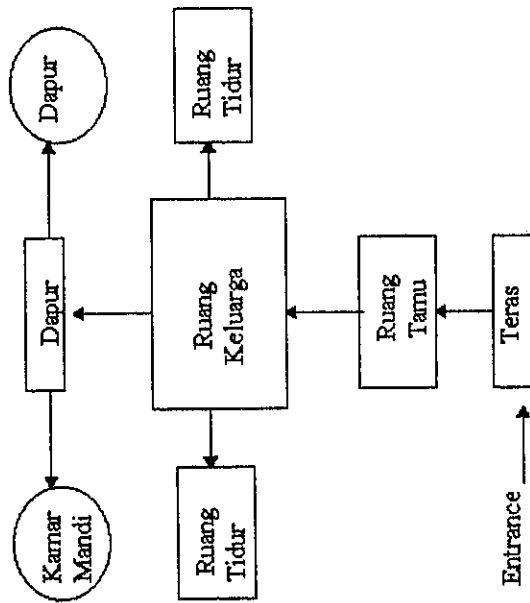 Kamar
Mandi
Dapur
Dapur
Ruang
Tidur
Ruang
Keluarga
Ruang
Tidur
Ruang
Tamu
Entrance
Teras